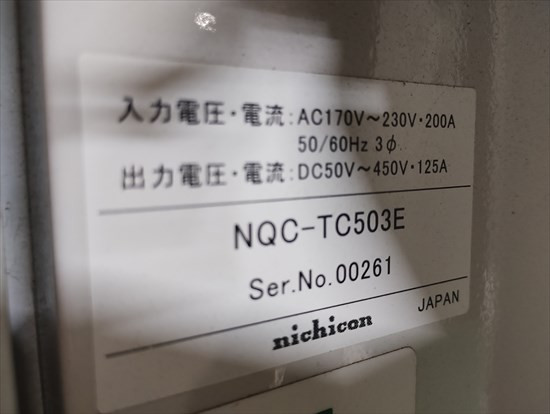 入力電圧・電流:AC170V～230V・200A
50/60Hz 3φ
出力電圧・電流:DC50V～450V・125A
NQC-TC503E
Ser.No.00261
nichicon
JAPAN